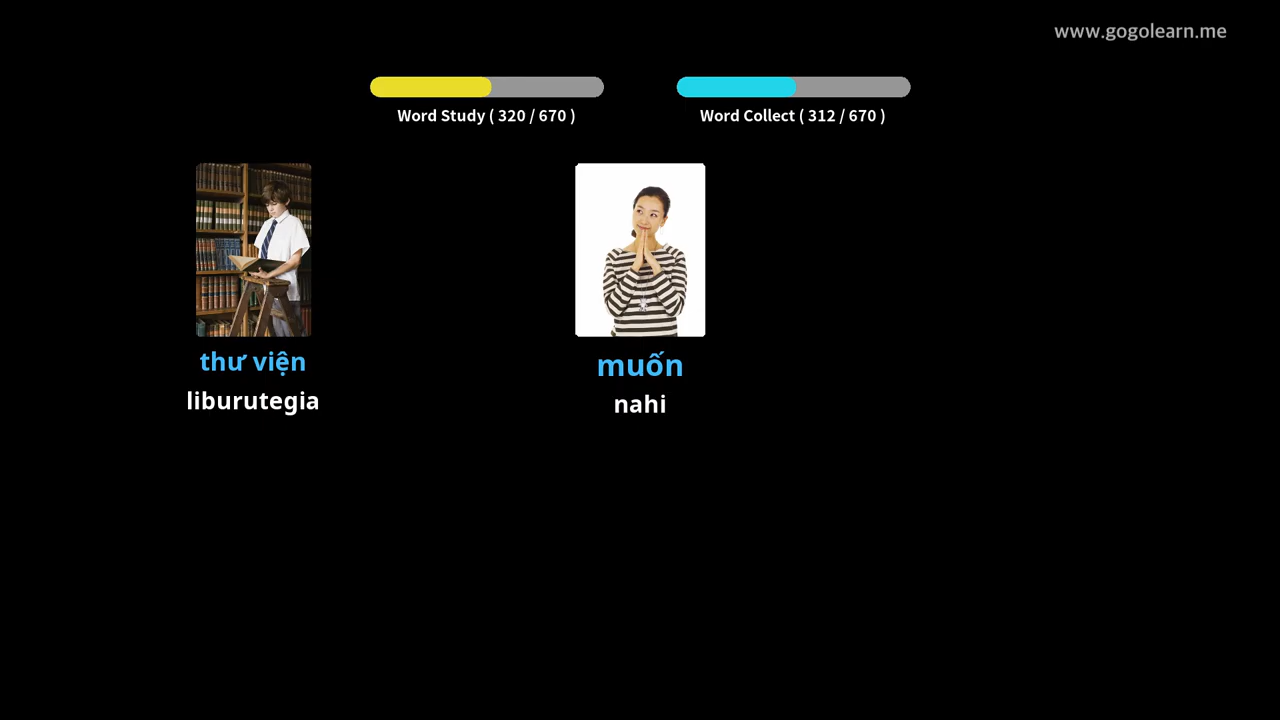 www.gogolearn.me
Word Study ( 320 / 670 )
Word Collect ( 312 / 670 )
thư viện
liburutegia
muốn
nahi